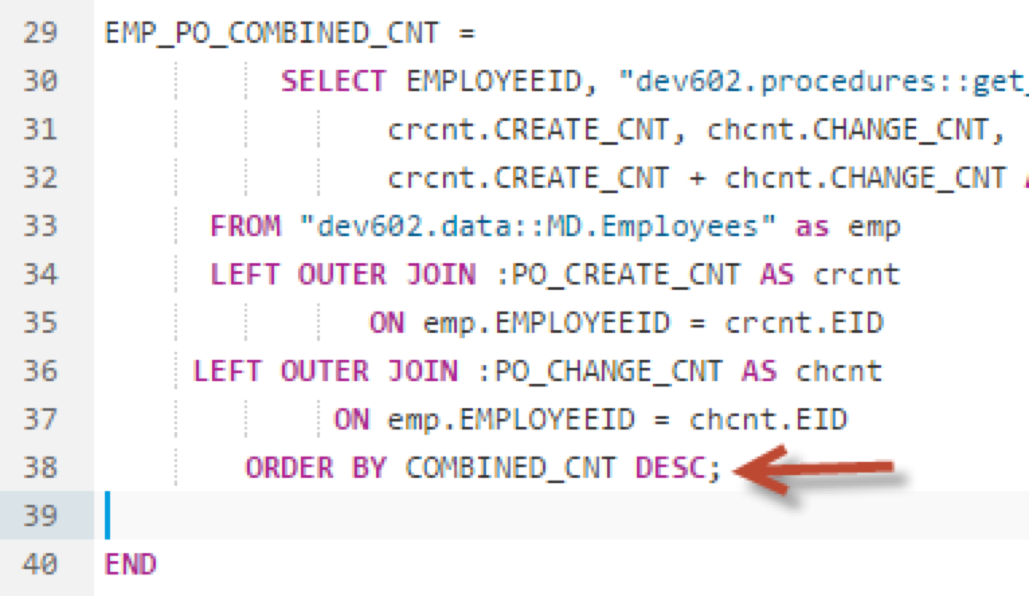 29 EMP_PO_COMBINED_CNT =
30 SELECT EMPLOYEEID, "dev602.procedures::get_
31 crcnt.CREATE_CNT, chcnt.CHANGE_CNT,
32 crcnt.CREATE_CNT + chcnt.CHANGE_CNT
33 FROM "dev602.data::MD.Employees" as emp
34 LEFT OUTER JOIN :PO_CREATE_CNT AS crcnt
35 ON emp.EMPLOYEEID = crcnt.EID
36 LEFT OUTER JOIN :PO_CHANGE_CNT AS chcnt
37 ON emp.EMPLOYEEID = chcnt.EID
38 ORDER BY COMBINED_CNT DESC;
39
40 END